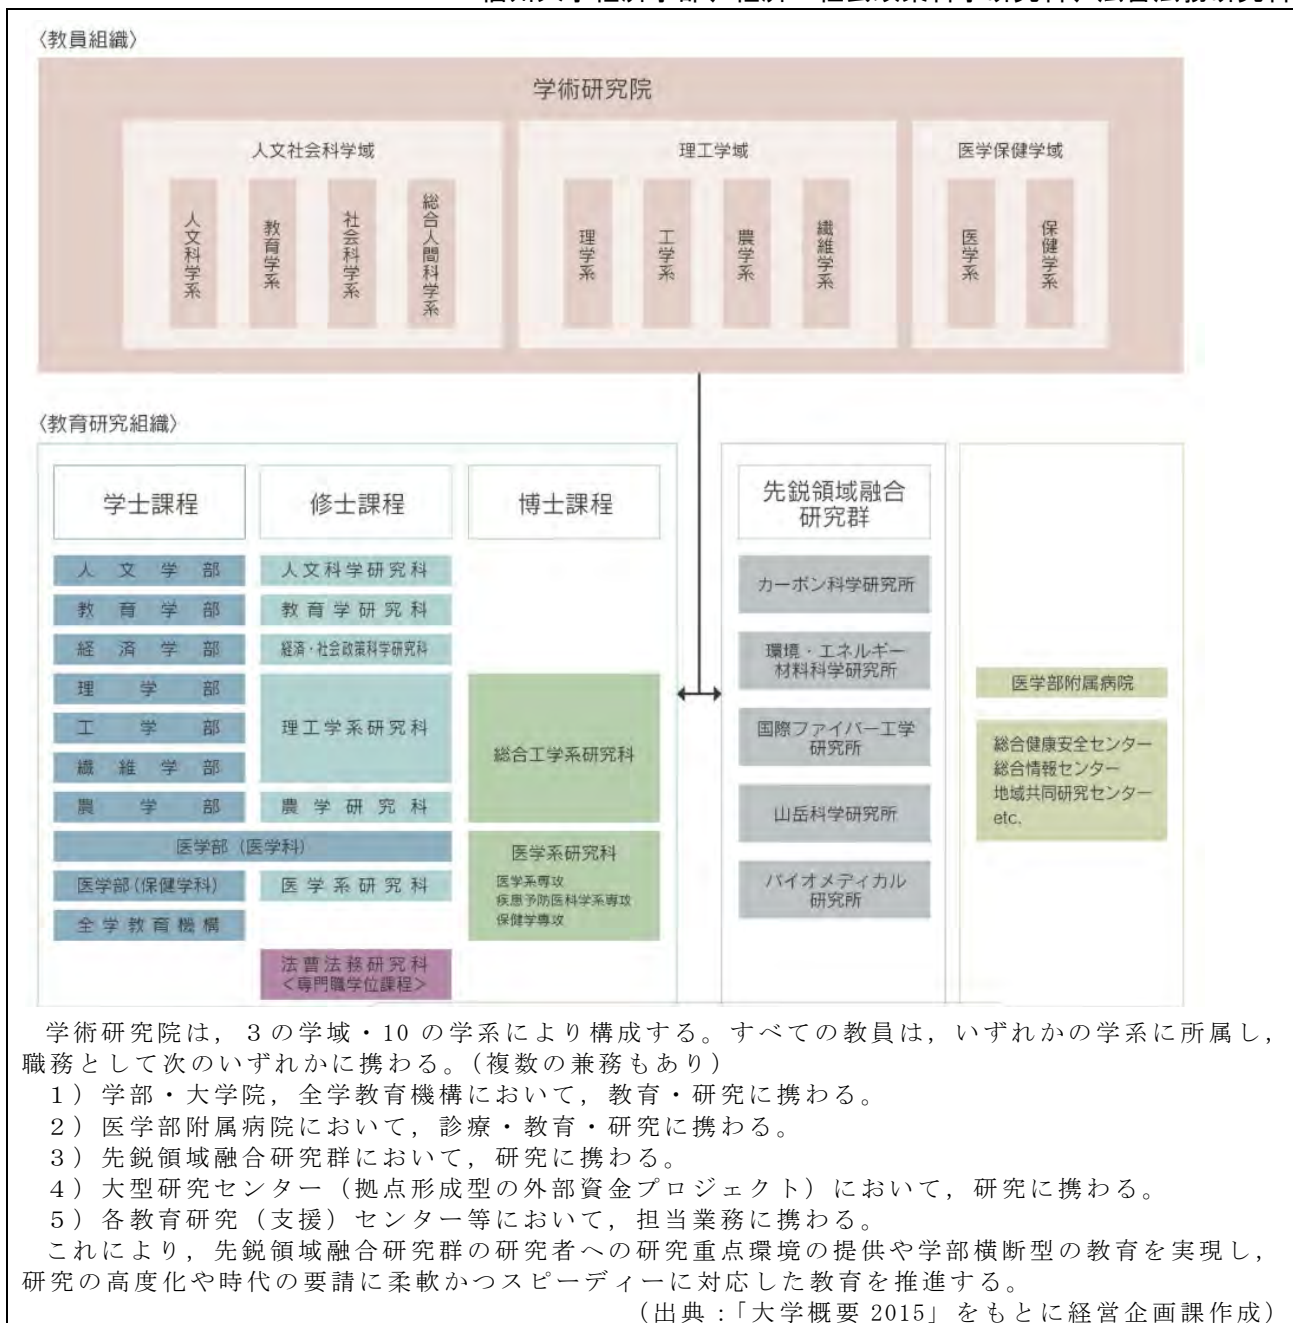 〈教員組織〉
学術研究院
人文社会科学域
人文科学系
教育学系
社会科学系
総合人間科学系
理工学域
理学系
工学系
農学系
繊維学系
医学保健学域
医学系
保健学系
〈教育研究組織〉
学士課程
人文学部
教育学部
経済学部
理学部
工学部
繊維学部
農学部
医学部（医学科）
医学部（保健学科）
全学教育機構
修士課程
人文科学研究科
教育学研究科
経済・社会政策科学研究科
理工学系研究科
農学研究科
医学系研究科
法曹法務研究科
＜専門職学位課程＞
博士課程
総合工学系研究科
医学系研究科
医学系専攻
疾患予防医科学系専攻
保健学専攻
先鋭領域融合
研究群
カーボン科学研究所
環境・エネルギー
材料科学研究所
国際ファイバー工学
研究所
山岳科学研究所
バイオメディカル
研究所
医学部附属病院
総合健康安全センター
総合情報センター
地域共同研究センター
etc.
学術研究院は，３の学域・10 の学系により構成する。すべての教員は，いずれかの学系に所属し，
職務として次のいずれかに携わる。（複数の兼務もあり）
１）学部・大学院，全学教育機構において，教育・研究に携わる。
２）医学部附属病院において，診療・教育・研究に携わる。
３）先鋭領域融合研究群において，研究に携わる。
４）大型研究センター（拠点形成型の外部資金プロジェクト）において，研究に携わる。
５）各教育研究（支援）センター等において，担当業務に携わる。
これにより，先鋭領域融合研究群の研究者への研究重点環境の提供や学部横断型の教育を実現し，
研究の高度化や時代の要請に柔軟かつスピーディーに対応した教育を推進する。
（出典：「大学概要 2015」をもとに経営企画課作成）